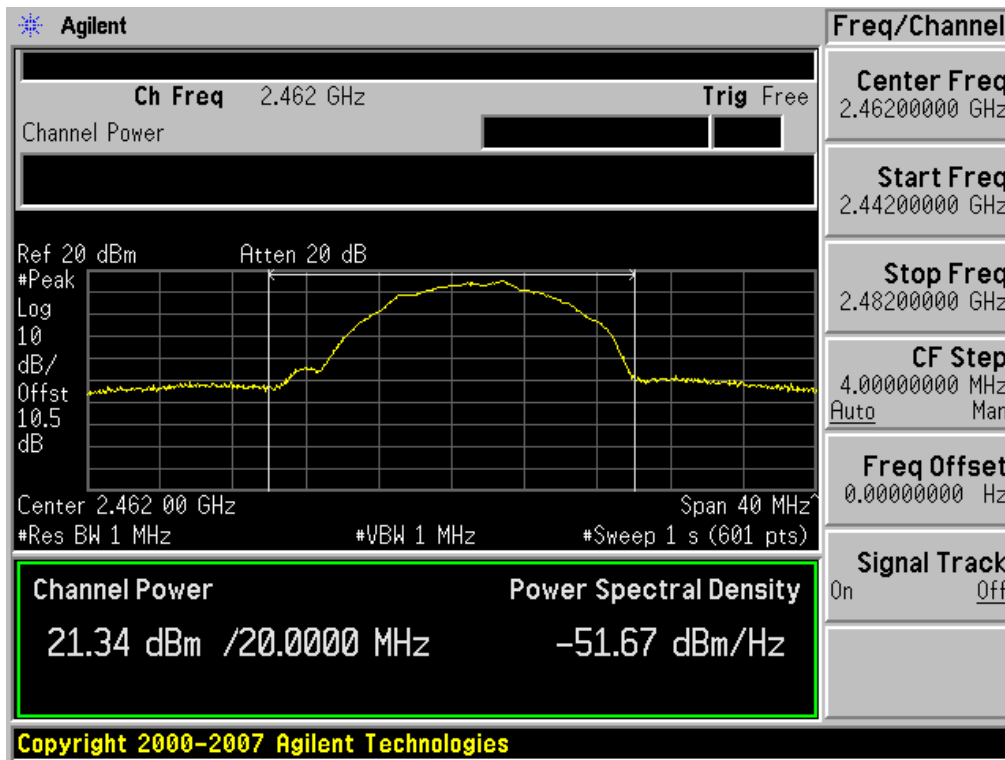 Agilent
Ch Freq 2.462 GHz Trig Free
Channel Power
Ref 20 dBm Atten 20 dB
#Peak
Log
10
dB/
Offst
10.5
dB
Center 2.462 00 GHz Span 40 MHz^
#Res BW 1 MHz #VBW 1 MHz #Sweep 1 s (601 pts)
Channel Power Power Spectral Density
21.34 dBm /20.0000 MHz -51.67 dBm/Hz
Copyright 2000-2007 Agilent Technologies
Freq/Channel
Center Freq
2.46200000 GHz
Start Freq
2.44200000 GHz
Stop Freq
2.48200000 GHz
CF Step
4.00000000 MHz
Auto Man
Freq Offset
0.00000000 Hz
Signal Track
On Off